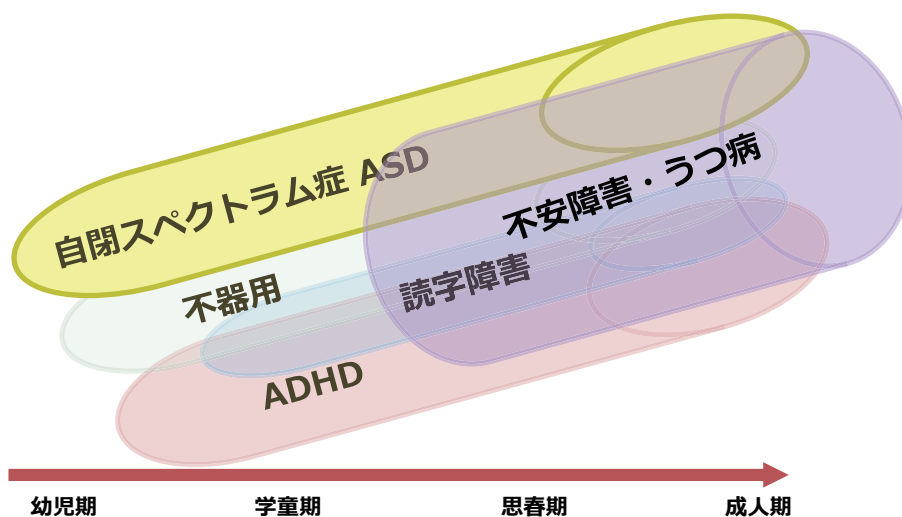 自閉スペクトラム症 ASD
不安障害・うつ病
不器用
読字障害
ADHD
幼児期
学童期
思春期
成人期